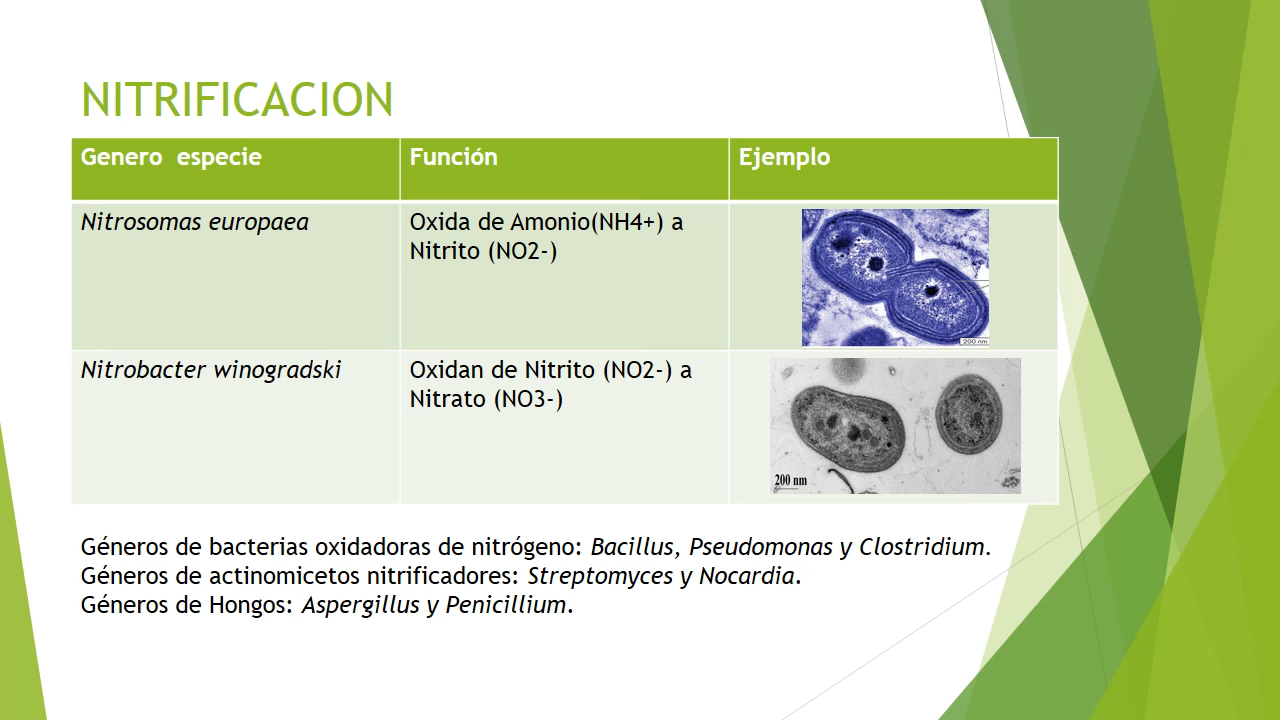 NITRIFICACION
Genero  especie
Función
Ejemplo
Nitrosomas europaea
Oxida de Amonio(NH4+) a
Nitrito (NO2-)
200 nm
Nitrobacter winogradski
Oxidan de Nitrito (NO2-) a
Nitrato (NO3-)
200 nm
Géneros de bacterias oxidadoras de nitrógeno: Bacillus, Pseudomonas y Clostridium.
Géneros de actinomicetos nitrificadores: Streptomyces y Nocardia.
Géneros de Hongos: Aspergillus y Penicillium.